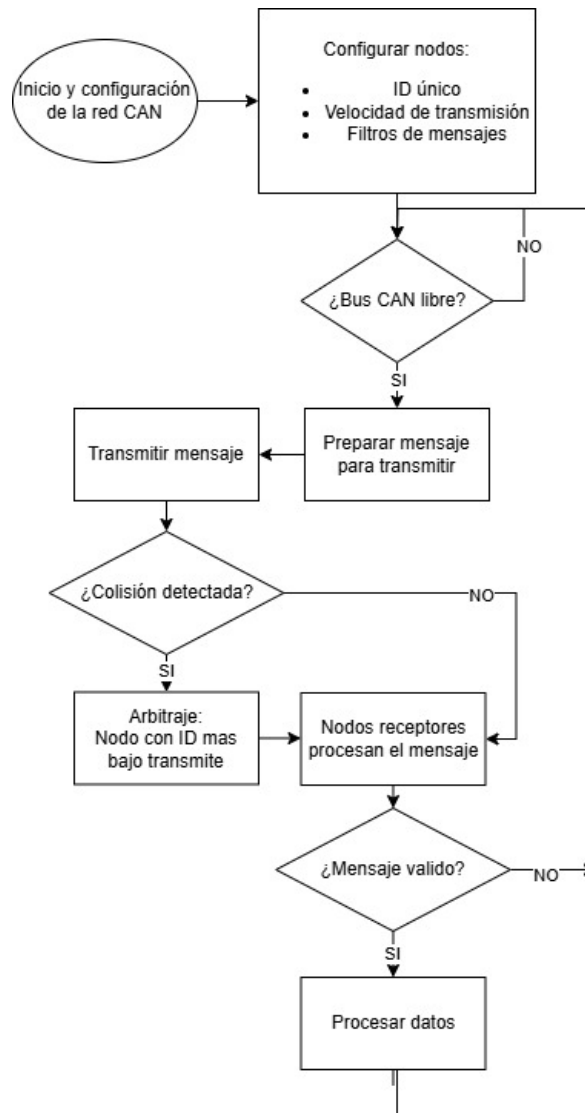 Inicio y configuración
de la red CAN
Configurar nodos:
• ID único
• Velocidad de transmisión
• Filtros de mensajes
NO
¿Bus CAN libre?
SI
Transmitir mensaje
Preparar mensaje
para transmitir
¿Colisión detectada?
NO
SI
Arbitraje:
Nodo con ID mas
bajo transmite
Nodos receptores
procesan el mensaje
¿Mensaje valido?
NO
SI
Procesar datos